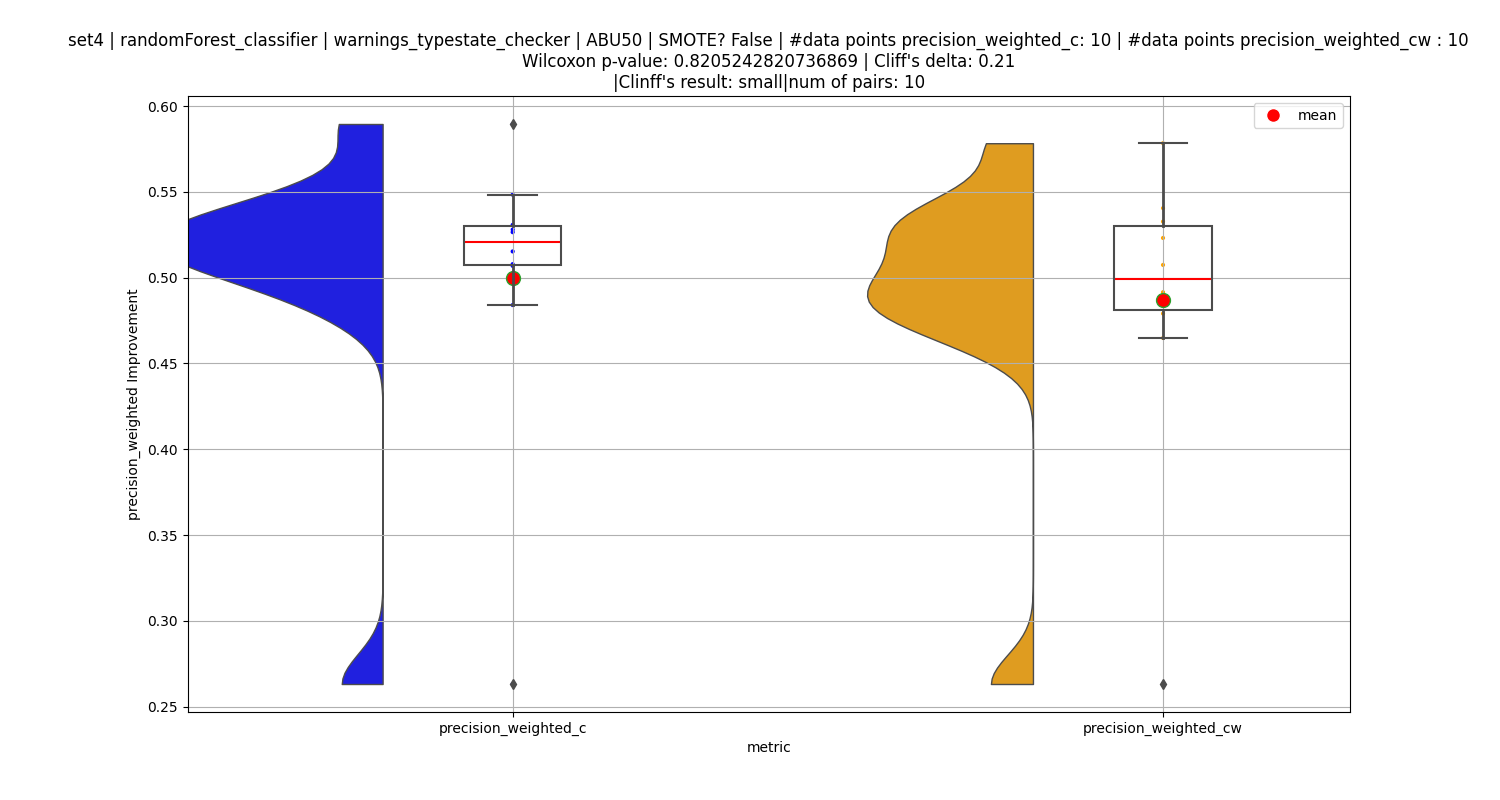 set4 | randomForest_classifier | warnings_typestate_checker | ABU50 | SMOTE? False | #data points precision_weighted_c: 10 | #data points precision_weighted_cw : 10
Wilcoxon p-value: 0.8205242820736869 | Cliff's delta: 0.21
|Clinff's result: small|num of pairs: 10
mean
precision_weighted Improvement
0.60
0.55
0.50
0.45
0.40
0.35
0.30
0.25
precision_weighted_c
precision_weighted_cw
metric